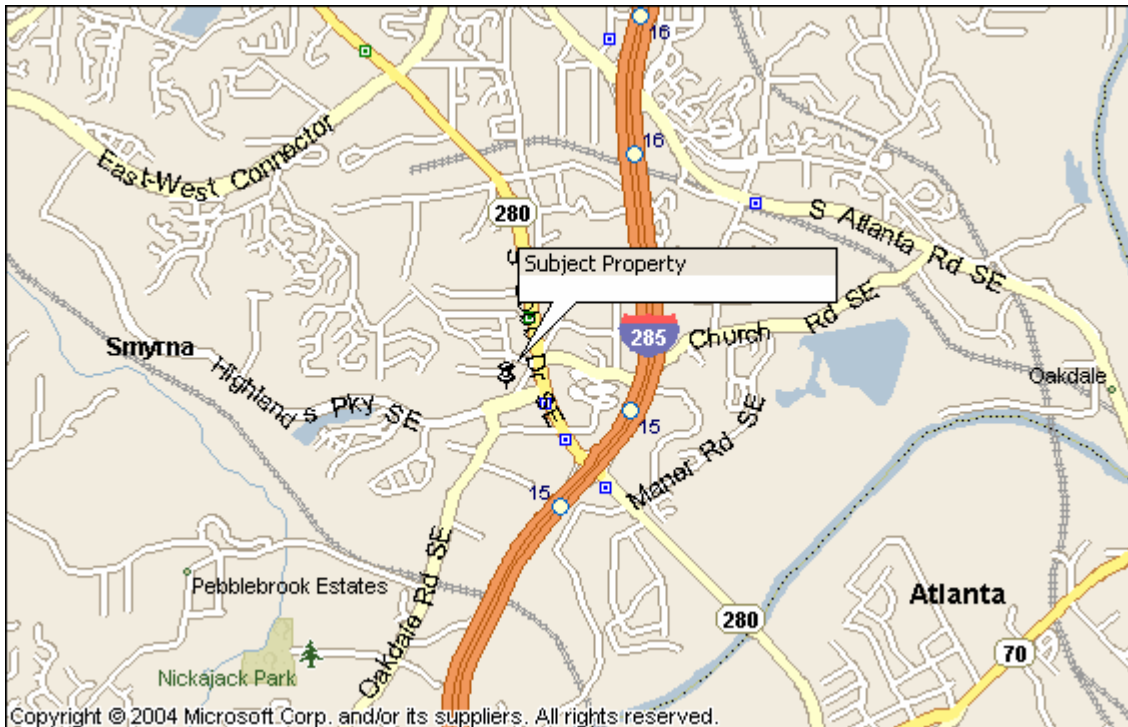 16
16
East-West Connector
280
S Atlanta Rd SE
Subject Property
285
Church Rd SE
Smyrna
Highlands Pky SE
Dr SE
Oakdale
15
Maner Rd SE
15
Oakdale Rd SE
Pebblebrook Estates
Atlanta
280
70
Nickajack Park
Copyright © 2004 Microsoft Corp. and/or its suppliers. All rights reserved.